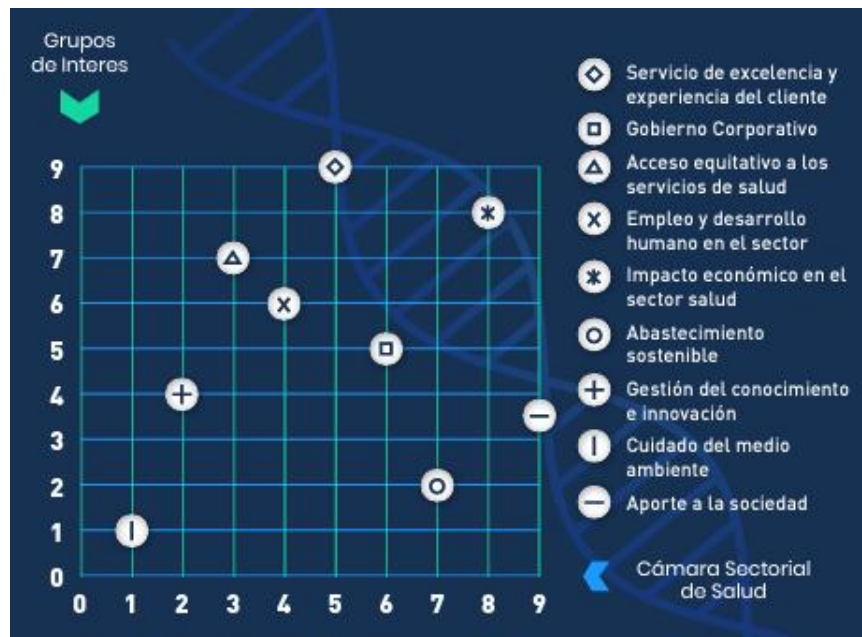 Grupos
de Interes
9
8
7
6
5
4
3
2
1
0
0 1 2 3 4 5 6 7 8 9
Servicio de excelencia y
experiencia del cliente
Gobierno Corporativo
Acceso equitativo a los
servicios de salud
Empleo y desarrollo
humano en el sector
Impacto económico en el
sector salud
Abastecimiento
sostenible
Gestión del conocimiento
e innovación
Cuidado del medio
ambiente
Aporte a la sociedad
Cámara Sectorial
de Salud